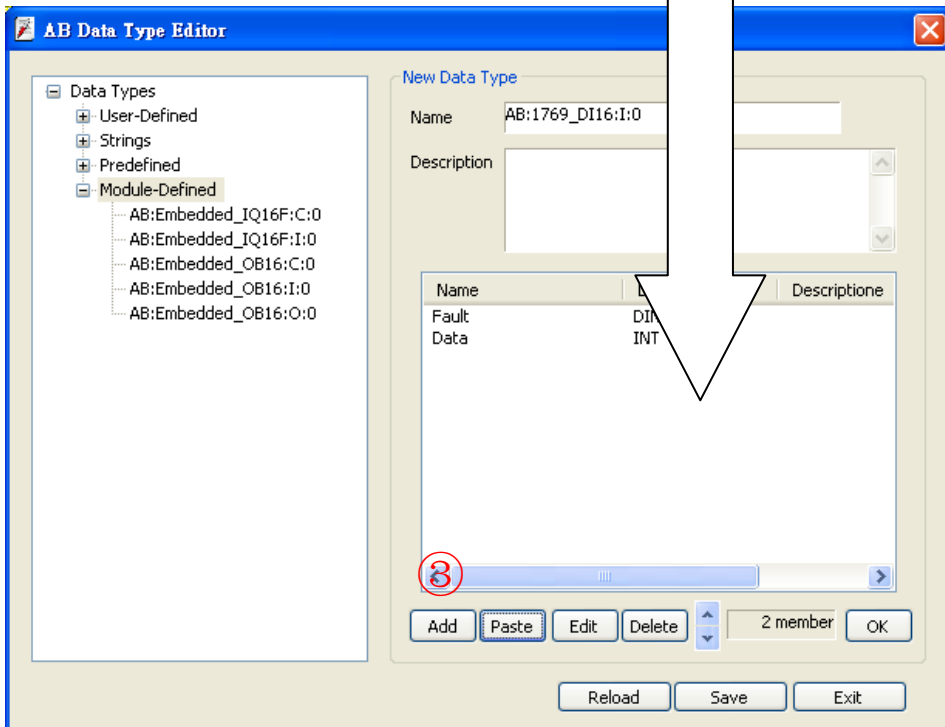 AB Data Type Editor
Data Types
User-Defined
Strings
Predefined
Module-Defined
AB:Embedded_IQ16F:C:0
AB:Embedded_IQ16F:I:0
AB:Embedded_OB16:C:0
AB:Embedded_OB16:I:0
AB:Embedded_OB16:O:0
New Data Type
Name AB:1769_DI16:I:0
Description
Name Descriptione
Fault
Data INT
③
Add Paste Edit Delete 2 member OK
Reload Save Exit